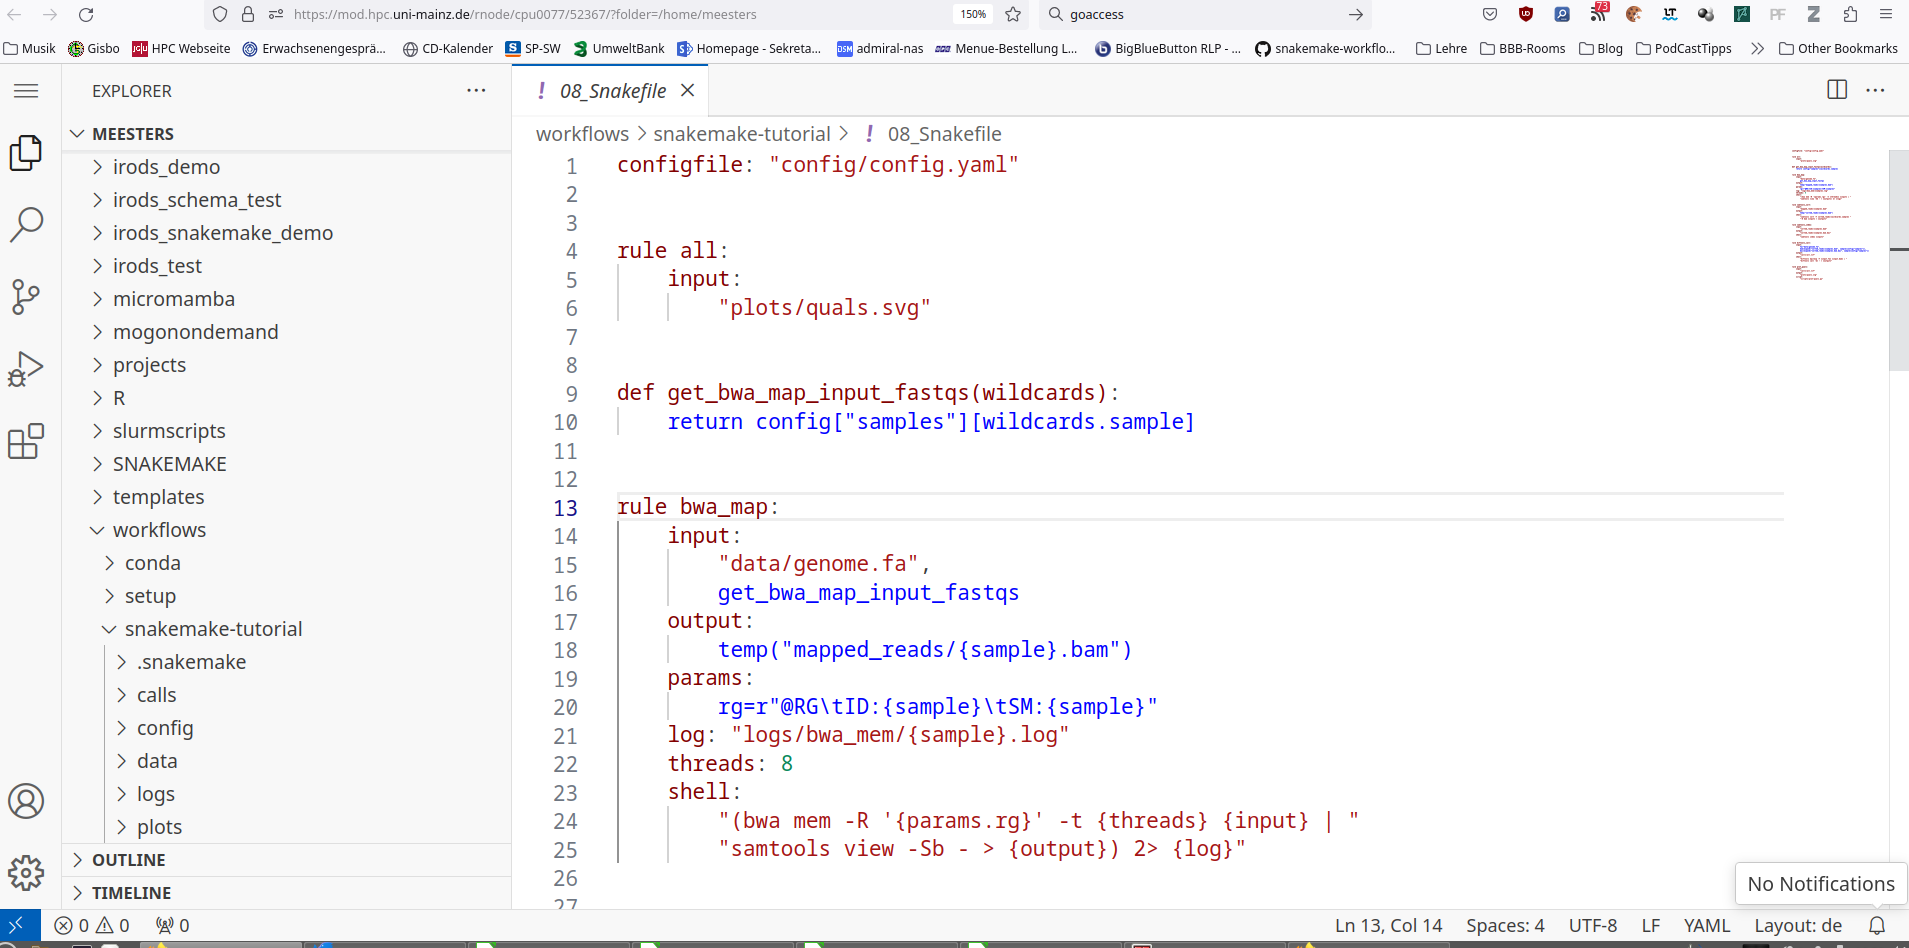 https://mod.hpc.uni-mainz.de/rnode/cpu0077/52367/?folder=/home/meesters
150%
goaccess
73
Musik
Gisbo
HPC Webseite
Erwachsenengesprä...
CD-Kalender
SP-SW
UmweltBank
Homepage - Sekreta...
admiral-nas
Menue-Bestellung L...
BigBlueButton RLP - ...
snakemake-workflo...
Lehre
BBB-Rooms
Blog
PodCastTipps
Other Bookmarks
EXPLORER
MEESTERS
irods_demo
irods_schema_test
irods_snakemake_demo
irods_test
micromamba
mogonondemand
projects
R
slurmscripts
SNAKEMAKE
templates
workflows
conda
setup
snakemake-tutorial
.snakemake
calls
config
data
logs
plots
OUTLINE
TIMELINE
! 08_Snakefile
workflows > snakemake-tutorial > ! 08_Snakefile
1 configfile: "config/config.yaml"
2
3
4 rule all:
5 input:
6 "plots/quals.svg"
7
8
9 def get_bwa_map_input_fastqs(wildcards):
10 return config["samples"][wildcards.sample]
11
12
13 rule bwa_map:
14 input:
15 "data/genome.fa",
16 get_bwa_map_input_fastqs
17 output:
18 temp("mapped_reads/{sample}.bam")
19 params:
20 rg=r"@RG\tID:{sample}\tSM:{sample}"
21 log: "logs/bwa_mem/{sample}.log"
22 threads: 8
23 shell:
24 "(bwa mem -R '{params.rg}' -t {threads} {input} | "
25 "samtools view -Sb - > {output}) 2> {log}"
26
27
No Notifications
0 0 0
Ln 13, Col 14
Spaces: 4
UTF-8
LF
YAML
Layout: de